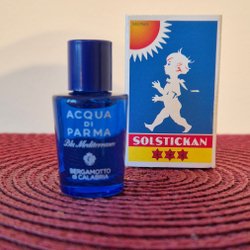 ACQUA
DI
PARMA
Blu Mediterraneo
BERGAMOTTO
di CALABRIA
SOLSTICKAN